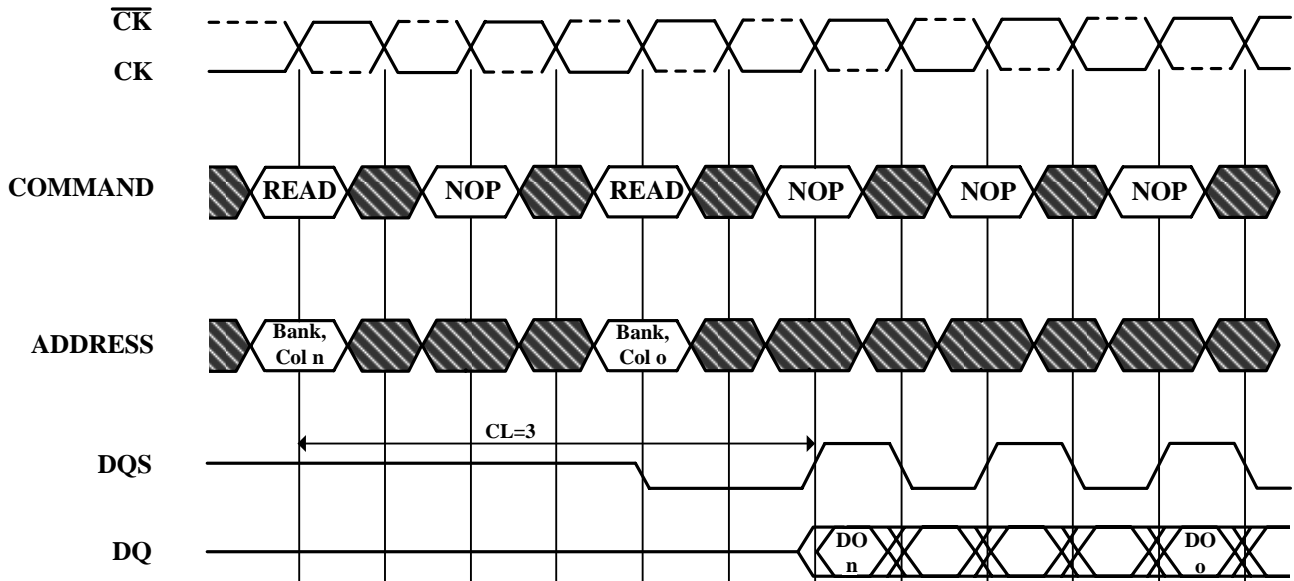 CK
CK
COMMAND
READ
NOP
READ
NOP
NOP
NOP
ADDRESS
Bank,
Col n
Bank,
Col o
CL=3
DQS
DQ
DO
n
DO
o